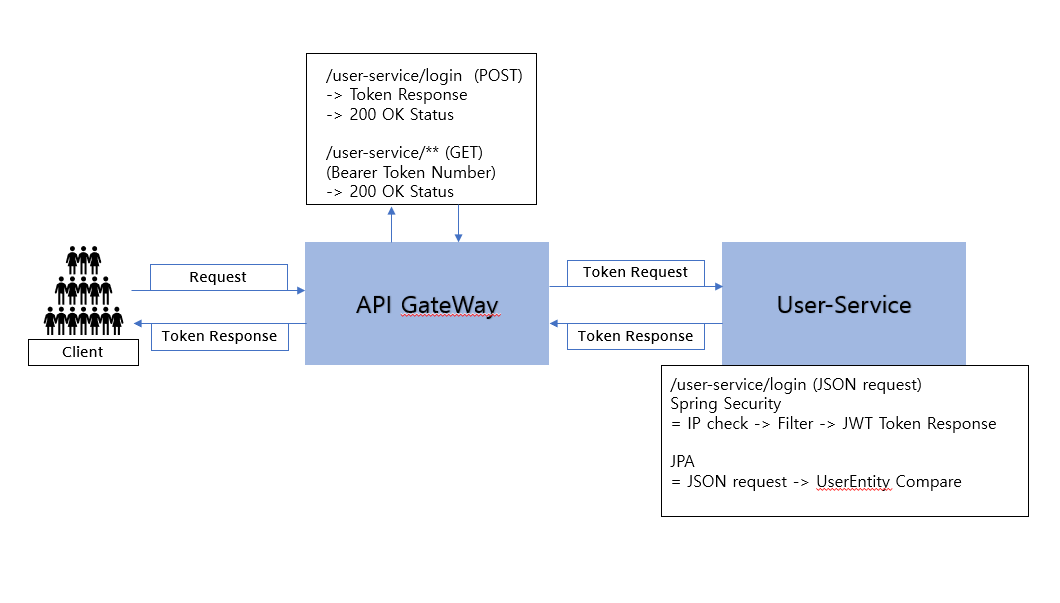 /user-service/login (POST)
-> Token Response
-> 200 OK Status
/user-service/** (GET)
(Bearer Token Number)
-> 200 OK Status
Request
Token Response
Client
API GateWay
Token Request
Token Response
User-Service
/user-service/login (JSON request)
Spring Security
= IP check -> Filter -> JWT Token Response
JPA
= JSON request -> UserEntity Compare